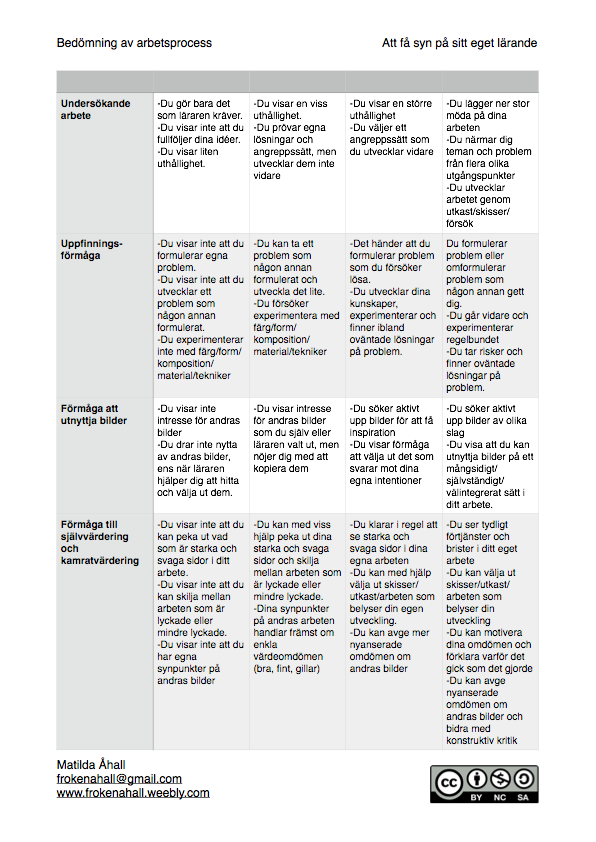 Bedömning av arbetsprocess
Att få syn på sitt eget lärande
Undersökande
arbete
-Du gör bara det
som läraren kräver.
-Du visar inte att du
fullföljer dina idéer.
-Du visar liten
uthållighet.
-Du visar en viss
uthållighet.
-Du prövar egna
lösningar och
angreppssätt, men
utvecklar dem inte
vidare
-Du visar en större
uthållighet
-Du väljer ett
angreppssätt som
du utvecklar vidare
-Du lägger ner stor
möda på dina
arbeten
-Du närmar dig
teman och problem
från flera olika
utgångspunkter
-Du utvecklar
arbetet genom
utkast/skisser/
försök
Uppfinnings-
förmåga
-Du visar inte att du
formulerar egna
problem.
-Du visar inte att du
utvecklar ett
problem som
någon annan
formulerat.
-Du experimenterar
inte med färg/form/
komposition/
material/tekniker
-Du kan ta ett
problem som
någon annan
formulerat och
utveckla det lite.
-Du försöker
experimentera med
färg/form/
komposition/
material/tekniker
-Det händer att du
formulerar problem
som du försöker
lösa.
-Du utvecklar dina
kunskaper,
experimenterar och
finner ibland
oväntade lösningar
på problem.
Du formulerar
problem eller
omformulerar
problem som
någon annan gett
dig.
-Du går vidare och
experimenterar
regelbundet
-Du tar risker och
finner oväntade
lösningar på
problem.
Förmåga att
utnyttja bilder
-Du visar inte
intresse för andras
bilder
-Du drar inte nytta
av andras bilder,
ens när läraren
hjälper dig att hitta
och välja ut dem.
-Du visar intresse
för andras bilder
som du själv eller
läraren valt ut, men
nöjer dig med att
kopiera dem
-Du söker aktivt
upp bilder för att få
inspiration
-Du visar förmåga
att välja ut det som
svarar mot dina
egna intentioner
-Du söker aktivt
upp bilder av olika
slag
-Du visa att du kan
utnyttja bilder på ett
mångsidigt/
självständigt/
välintegrerat sätt i
ditt arbete.
Förmåga till
självvärdering
och
kamratvärdering
-Du visar inte att du
kan peka ut vad
som är starka och
svaga sidor i ditt
arbete.
-Du visar inte att du
kan skilja mellan
arbeten som är
lyckade eller
mindre lyckade.
-Du visar inte att du
har egna
synpunkter på
andras bilder
-Du kan med viss
hjälp peka ut dina
starka och svaga
sidor och skilja
mellan arbeten som
är lyckade eller
mindre lyckade.
-Dina synpunkter
på andras arbeten
handlar främst om
enkla
värdeomdömen
(bra, fint, gillar)
-Du klarar i regel att
se starka och
svaga sidor i dina
egna arbeten
-Du kan med hjälp
välja ut skisser/
utkast/arbeten som
belyser din egen
utveckling.
-Du kan avge mer
nyanserade
omdömen om
andras bilder
-Du ser tydligt
förtjänster och
brister i ditt eget
arbete
-Du kan välja ut
skisser/utkast/
arbeten som
belyser din
utveckling
-Du kan motivera
dina omdömen och
förklara varför det
gick som det gjorde
-Du kan avge
nyanserade
omdömen om
andras bilder och
bidra med
konstruktiv kritik
Matilda Åhall
frokenahall@gmail.com
www.frokenahall.weebly.com
cc
BY NC SA